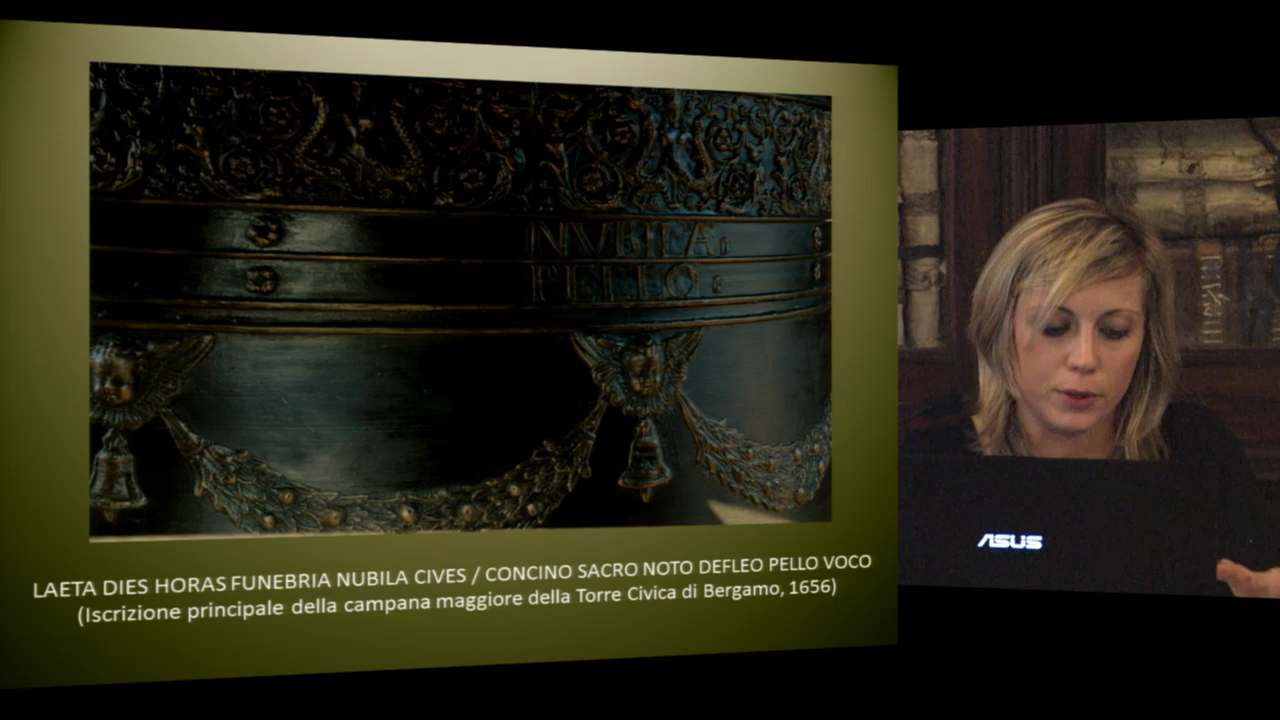 NVBILA
PELLO
LAETA DIES HORAS FUNEBRIA NUBILA CIVES / CONCINO SACRO NOTO DEFLEO PELLO VOCO
(Iscrizione principale della campana maggiore della Torre Civica di Bergamo, 1656)
ASUS